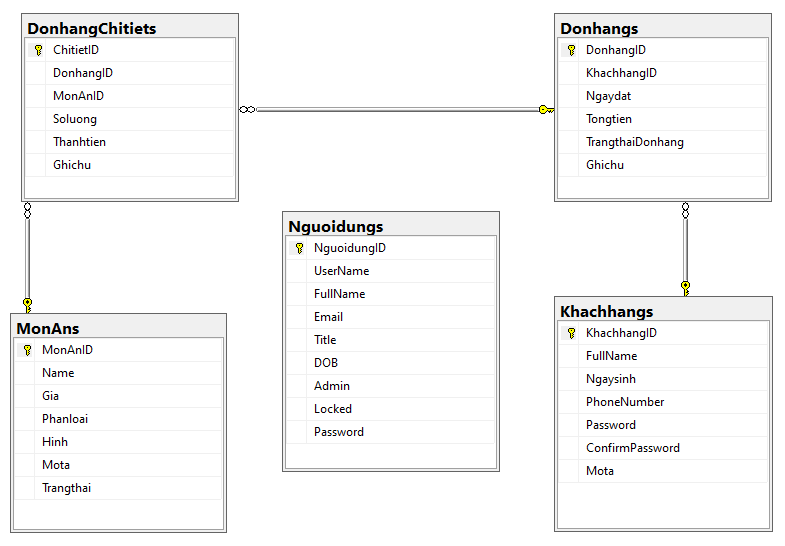 DonhangChitiets
ChitietID
DonhangID
MonAnID
Soluong
Thanhtien
Ghichu
Donhangs
DonhangID
KhachhangID
Ngaydat
Tongtien
TrangthaiDonhang
Ghichu
Nguoidungs
NguoidungID
UserName
FullName
Email
Title
DOB
Admin
Locked
Password
MonAns
MonAnID
Name
Gia
Phanloai
Hinh
Mota
Trangthai
Khachhangs
KhachhangID
FullName
Ngaysinh
PhoneNumber
Password
ConfirmPassword
Mota